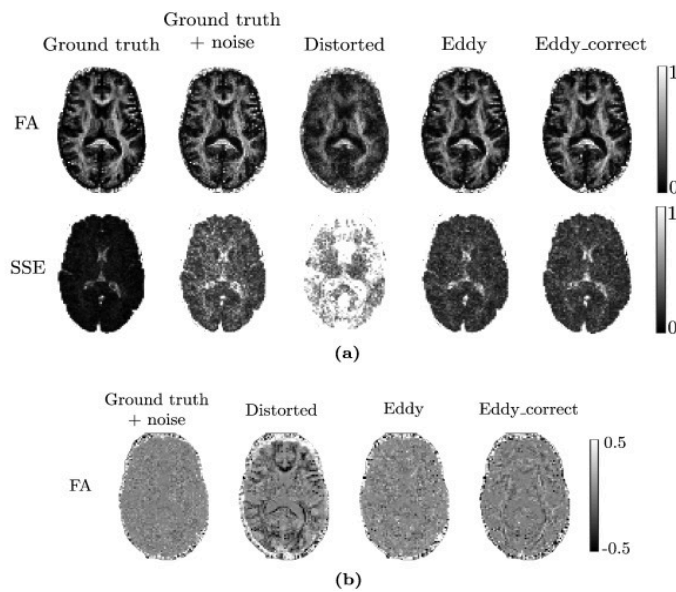 Ground truth
Ground truth
+ noise
Distorted
Eddy
Eddy_correct
FA
1
0
SSE
1
0
(a)
Ground truth
+ noise
Distorted
Eddy
Eddy_correct
FA
0.5
-0.5
(b)